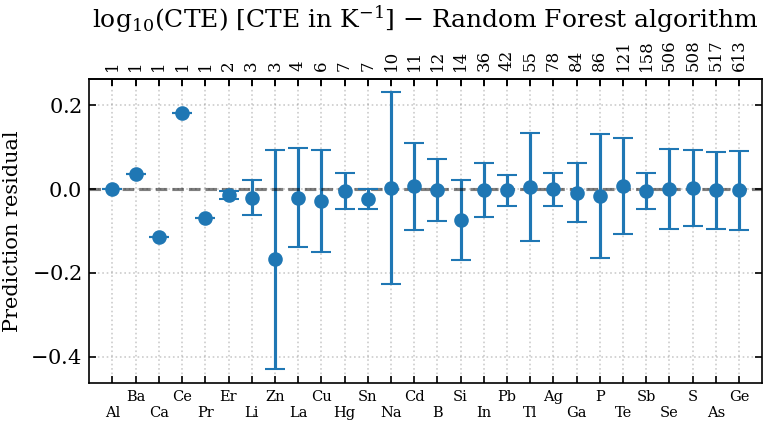 log₁₀(CTE) [CTE in K⁻¹] − Random Forest algorithm
1 1 1 1 1 2 3 3 4 6 7 7 10 11 12 14 36 42 55 78 84 86 121 158 506 508 517 613
Prediction residual
0.2
0.0
−0.2
−0.4
Ba Ce Er Zn Cu Sn Cd Si Pb Ag P Sb S Ge
Al Ca Pr Li La Hg Na B In Tl Ga Te Se As